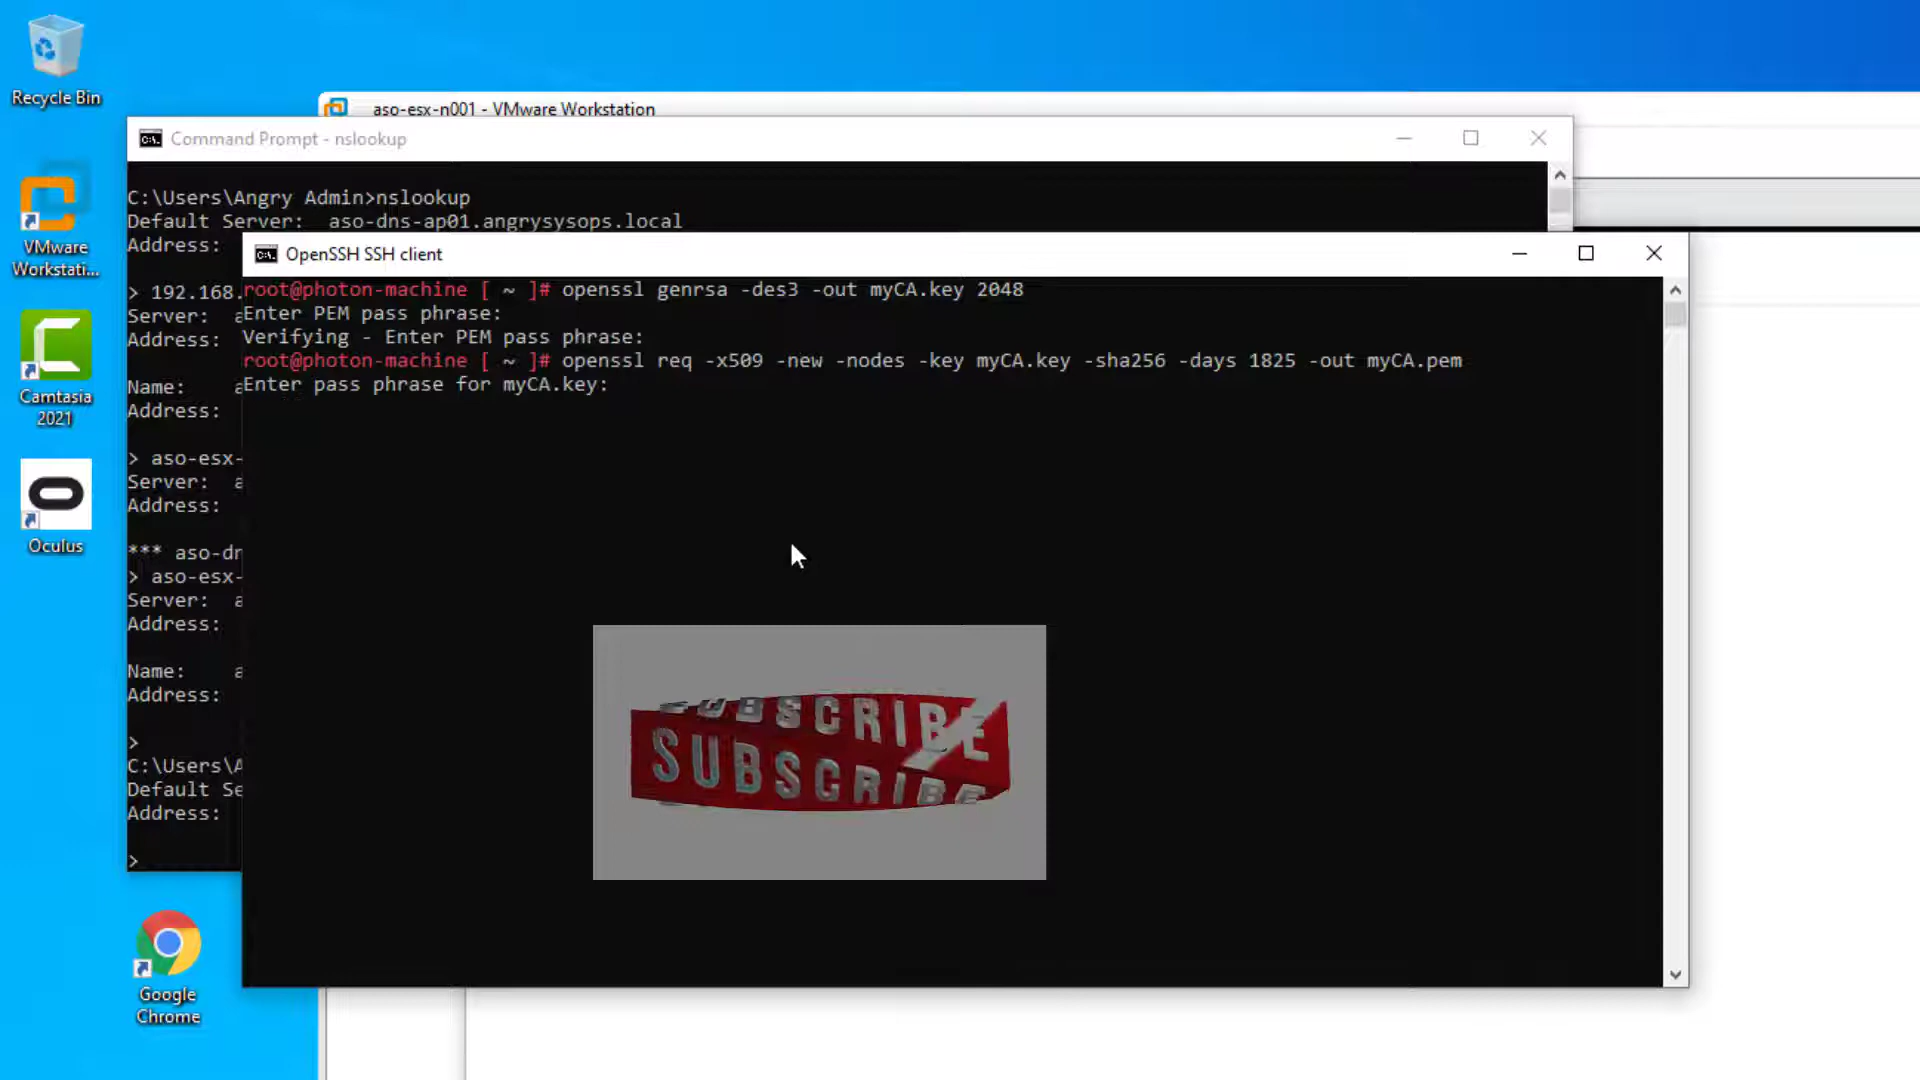 Recycle Bin
VMware
Workstati...
Camtasia
2021
Oculus
Google
Chrome
aso-esx-n001 - VMware Workstation
Command Prompt - nslookup
C:\Users\Angry Admin>nslookup
Default Server:  aso-dns-ap01.angrysysops.local
Address:
> 192.168.
Server:  a
Address:
Name:    a
Address:
> aso-esx-
Server:  a
Address:
*** aso-dn
> aso-esx-
Server:  a
Address:
Name:    a
Address:
>
C:\Users\A
Default Se
Address:
>
OpenSSH SSH client
root@photon-machine [ ~ ]# openssl genrsa -des3 -out myCA.key 2048
Enter PEM pass phrase:
Verifying - Enter PEM pass phrase:
root@photon-machine [ ~ ]# openssl req -x509 -new -nodes -key myCA.key -sha256 -days 1825 -out myCA.pem
Enter pass phrase for myCA.key:
SUBSCRIBE
SUBSCRIBE